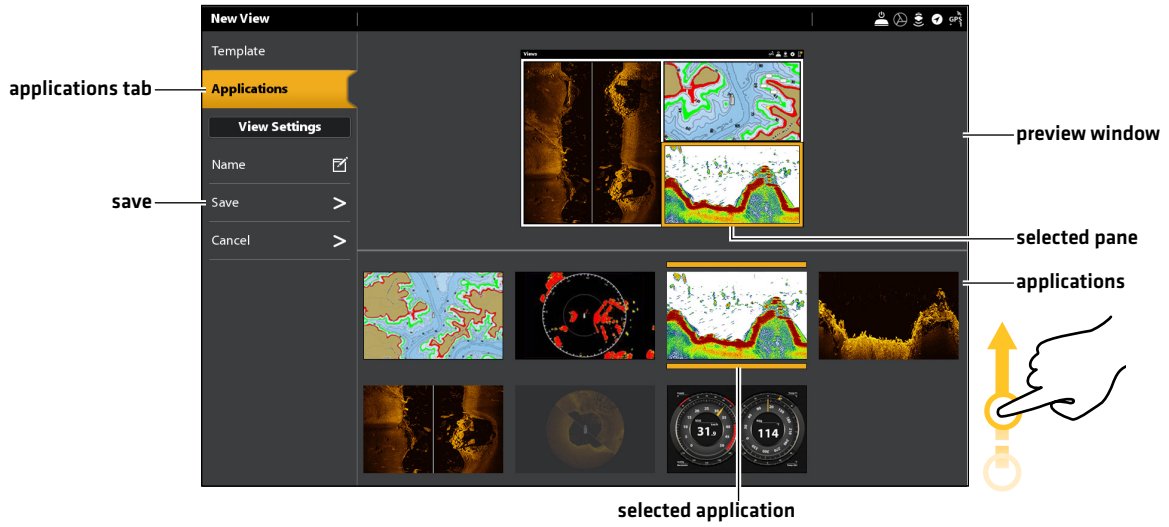 New View
GPS
Template
applications tab
Applications
View Settings
Name
save
Save
Cancel
Views
preview window
selected pane
applications
31.9
114
selected application